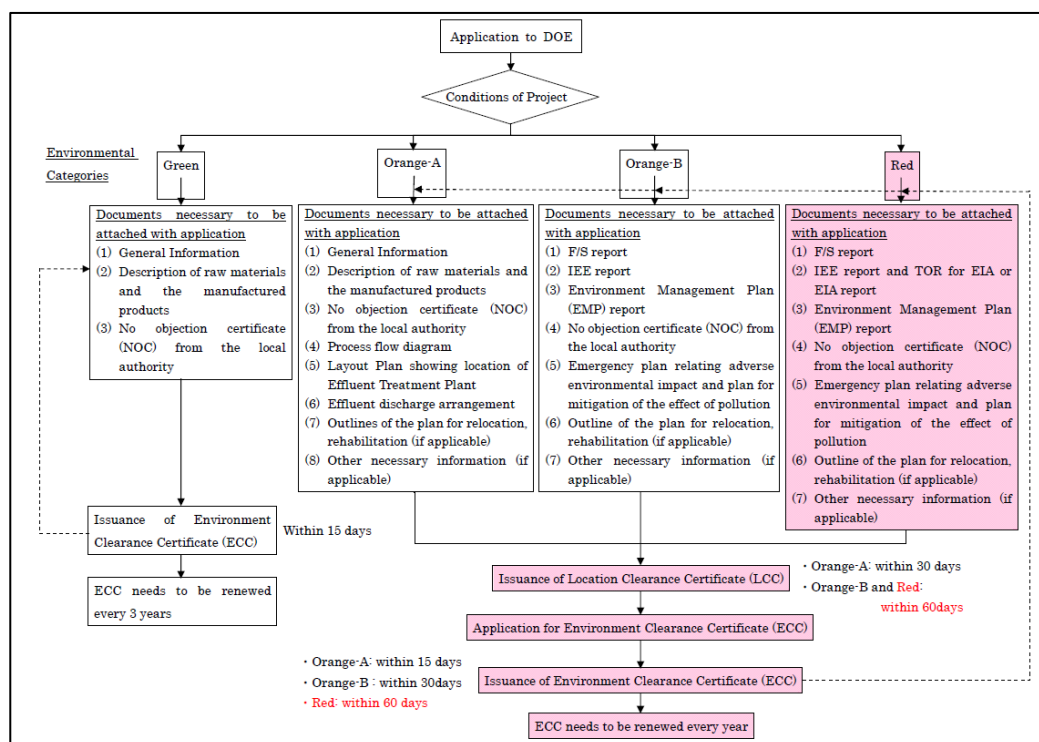 Application to DOE
Conditions of Project
Environmental
Categories
Green
Orange-A
Orange-B
Red
Documents necessary to be
attached with application
(1) General Information
(2) Description of raw materials
and the manufactured
products
(3) No objection certificate
(NOC) from the local
authority
Documents necessary to be attached
with application
(1) General Information
(2) Description of raw materials and
the manufactured products
(3) No objection certificate (NOC)
from the local authority
(4) Process flow diagram
(5) Layout Plan showing location of
Effluent Treatment Plant
(6) Effluent discharge arrangement
(7) Outlines of the plan for relocation,
rehabilitation (if applicable)
(8) Other necessary information (if
applicable)
Documents necessary to be attached
with application
(1) F/S report
(2) IEE report
(3) Environment Management Plan
(EMP) report
(4) No objection certificate (NOC) from
the local authority
(5) Emergency plan relating adverse
environmental impact and plan for
mitigation of the effect of pollution
(6) Outline of the plan for relocation,
rehabilitation (if applicable)
(7) Other necessary information (if
applicable)
Documents necessary to be attached
with application
(1) F/S report
(2) IEE report and TOR for EIA or
EIA report
(3) Environment Management Plan
(EMP) report
(4) No objection certificate (NOC)
from the local authority
(5) Emergency plan relating adverse
environmental impact and plan
for mitigation of the effect of
pollution
(6) Outline of the plan for relocation,
rehabilitation (if applicable)
(7) Other necessary information (if
applicable)
Issuance of Environment
Clearance Certificate (ECC)
Within 15 days
ECC needs to be renewed
every 3 years
Issuance of Location Clearance Certificate (LCC)
・Orange-A: within 30 days
・Orange-B and Red:
within 60days
Application for Environment Clearance Certificate (ECC)
・Orange-A: within 15 days
・Orange-B : within 30days
・Red: within 60 days
Issuance of Environment Clearance Certificate (ECC)
ECC needs to be renewed every year